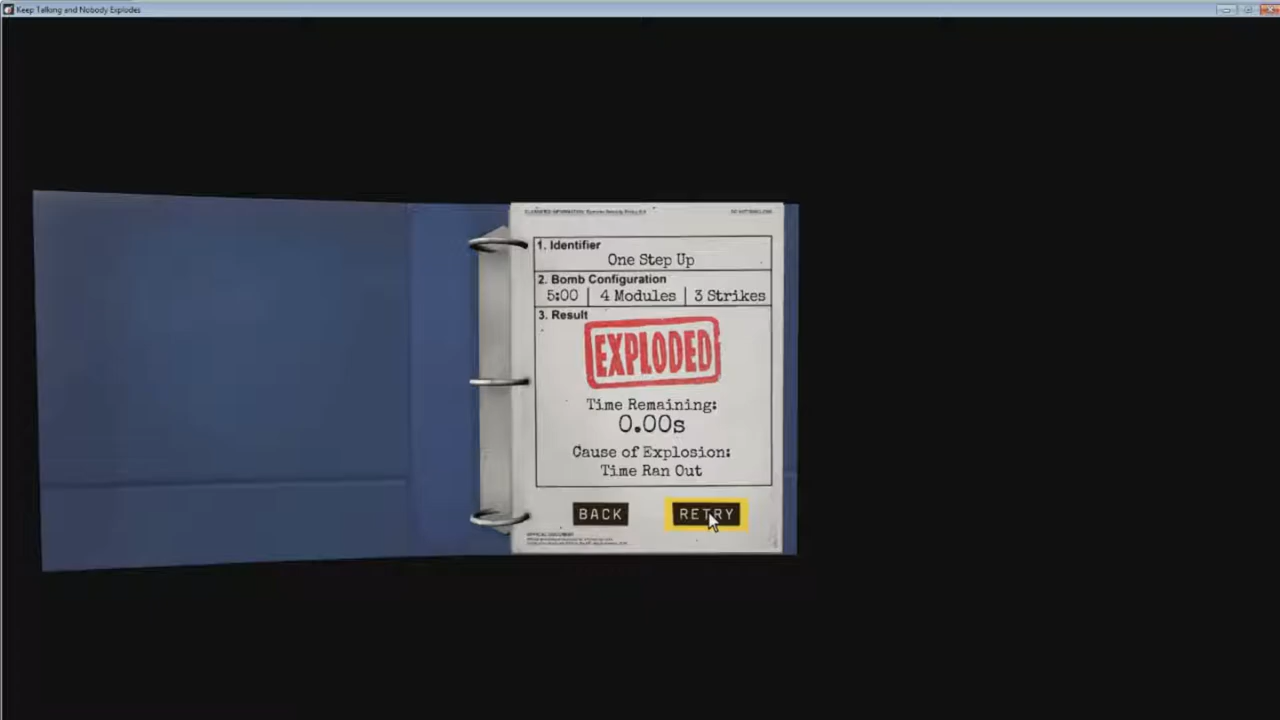 Keep Talking and Nobody Explodes
1. Identifier
One Step Up
2. Bomb Configuration
5:00 | 4 Modules | 3 Strikes
3. Result
EXPLODED
Time Remaining:
0.00s
Cause of Explosion:
Time Ran Out
BACK RETRY